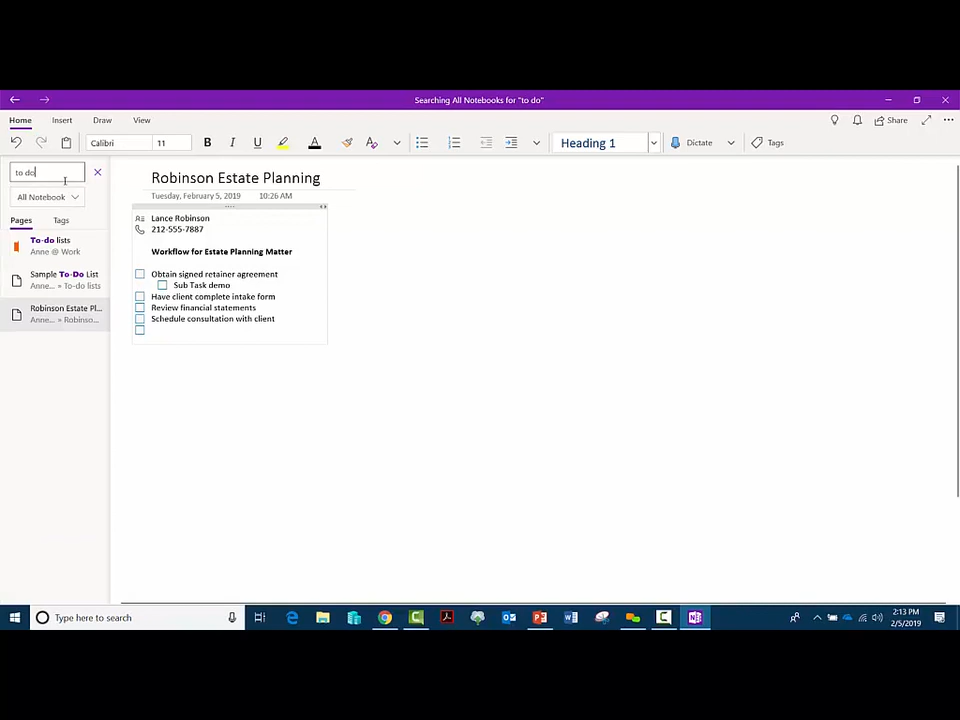 Searching All Notebooks for "to do"
Home Insert Draw View
Share
Calibri 11 B I U A Heading 1 Dictate Tags
to do
All Notebook
Pages Tags
To-do lists
Anne @ Work
Sample To-Do List
Anne... » To-do lists
Robinson Estate Pl...
Anne... » Robinso...
Robinson Estate Planning
Tuesday, February 5, 2019 10:26 AM
Lance Robinson
212-555-7887
Workflow for Estate Planning Matter
Obtain signed retainer agreement
Sub Task demo
Have client complete intake form
Review financial statements
Schedule consultation with client
Type here to search
2:13 PM
2/5/2019